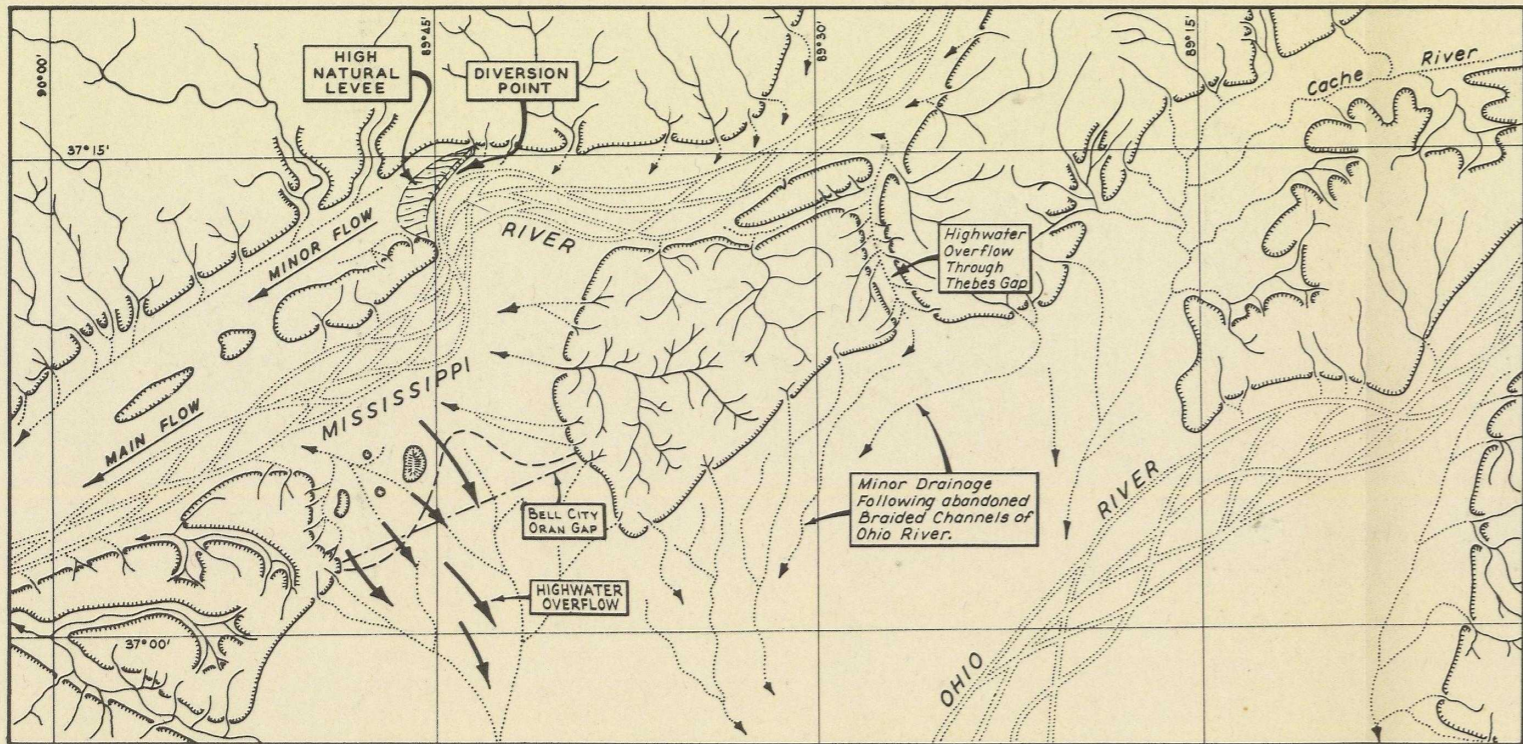 90°00'
89°45'
89°30'
89°15'
HIGH
NATURAL
LEVEE
DIVERSION
POINT
Cache River
37°15'
MINOR FLOW
RIVER
Highwater
Overflow
Through
Thebes Gap
MAIN FLOW
MISSISSIPPI
BELL CITY
ORAN GAP
Minor Drainage
Following abandoned
Braided Channels of
Ohio River.
RIVER
HIGHWATER
OVERFLOW
37°00'
OHIO